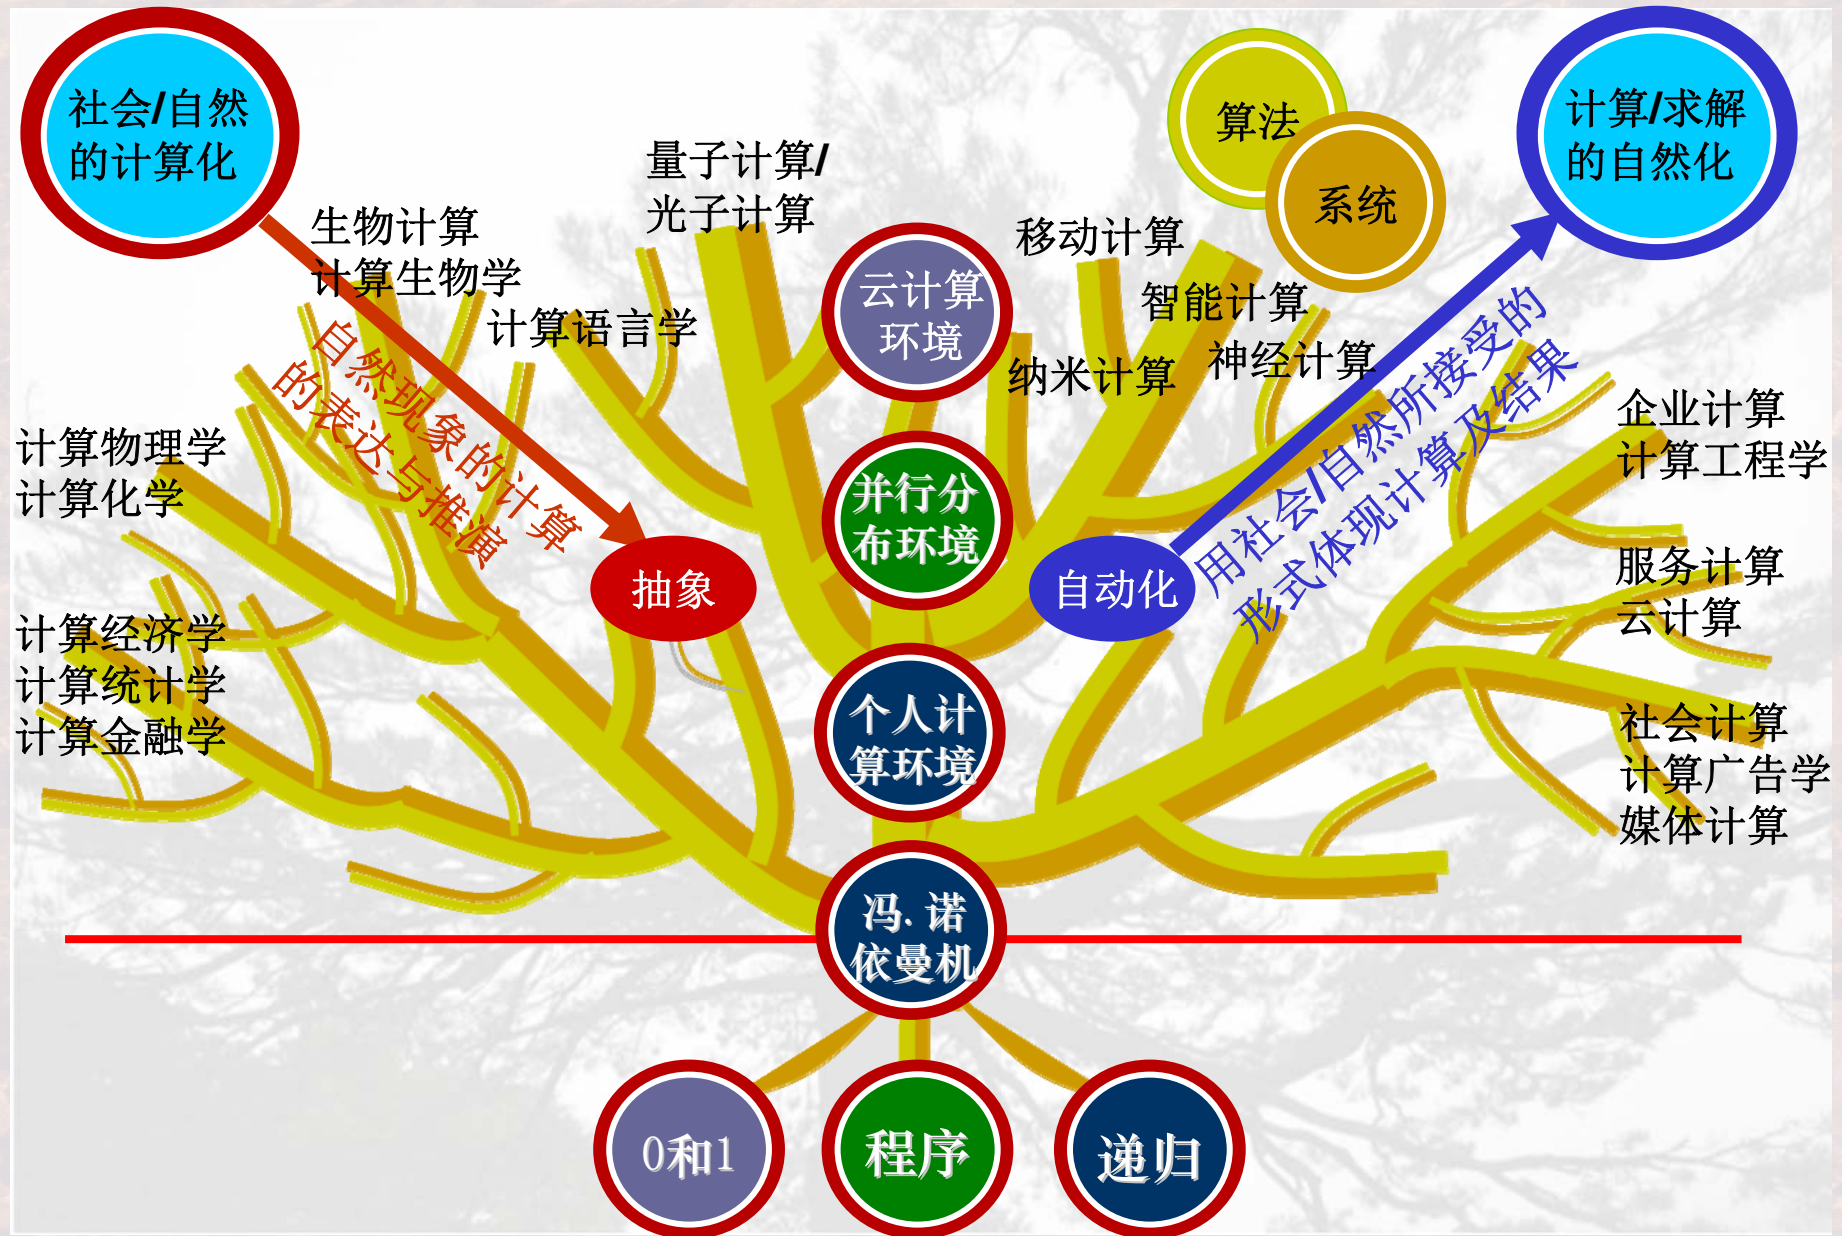 社会/自然
的计算化
算法
系统
计算/求解
的自然化
量子计算/
光子计算
生物计算
计算生物学
计算语言学
云计算
环境
移动计算
智能计算
纳米计算
神经计算
自然现象的计算
的表达与推演
用社会/自然所接受的
形式体现计算及结果
计算物理学
计算化学
企业计算
计算工程学
并行分
布环境
抽象
自动化
服务计算
云计算
计算经济学
计算统计学
计算金融学
个人计
算环境
社会计算
计算广告学
媒体计算
冯.诺
依曼机
0和1
程序
递归